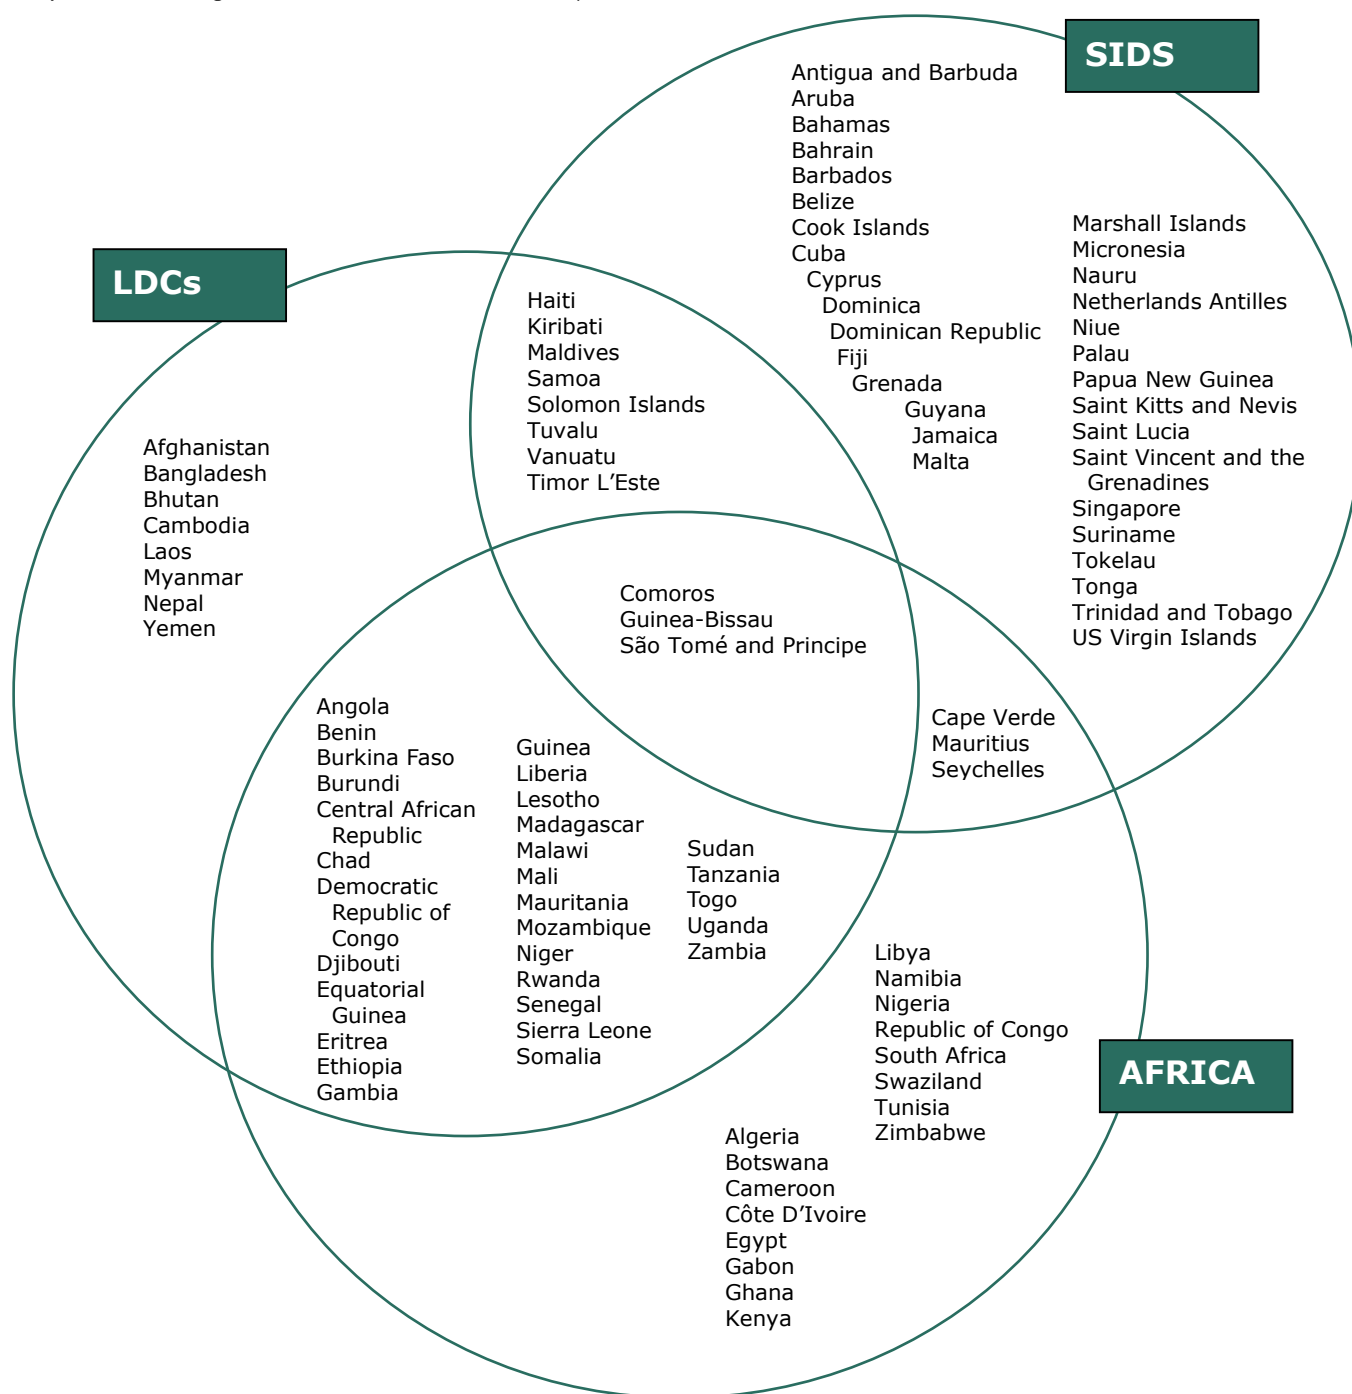 SIDS
Antigua and Barbuda
Aruba
Bahamas
Bahrain
Barbados
Belize
Cook Islands
Cuba
Cyprus
Dominica
Dominican Republic
Fiji
Grenada
Guyana
Jamaica
Malta
Marshall Islands
Micronesia
Nauru
Netherlands Antilles
Niue
Palau
Papua New Guinea
Saint Kitts and Nevis
Saint Lucia
Saint Vincent and the
Grenadines
Singapore
Suriname
Tokelau
Tonga
Trinidad and Tobago
US Virgin Islands
LDCs
Haiti
Kiribati
Maldives
Samoa
Solomon Islands
Tuvalu
Vanuatu
Timor L’Este
Afghanistan
Bangladesh
Bhutan
Cambodia
Laos
Myanmar
Nepal
Yemen
Comoros
Guinea-Bissau
São Tomé and Principe
Cape Verde
Mauritius
Seychelles
Angola
Benin
Burkina Faso
Burundi
Central African
Republic
Chad
Democratic
Republic of
Congo
Djibouti
Equatorial
Guinea
Eritrea
Ethiopia
Gambia
Guinea
Liberia
Lesotho
Madagascar
Malawi
Mali
Mauritania
Mozambique
Niger
Rwanda
Senegal
Sierra Leone
Somalia
Sudan
Tanzania
Togo
Uganda
Zambia
Libya
Namibia
Nigeria
Republic of Congo
South Africa
Swaziland
Tunisia
Zimbabwe
AFRICA
Algeria
Botswana
Cameroon
Côte D’Ivoire
Egypt
Gabon
Ghana
Kenya